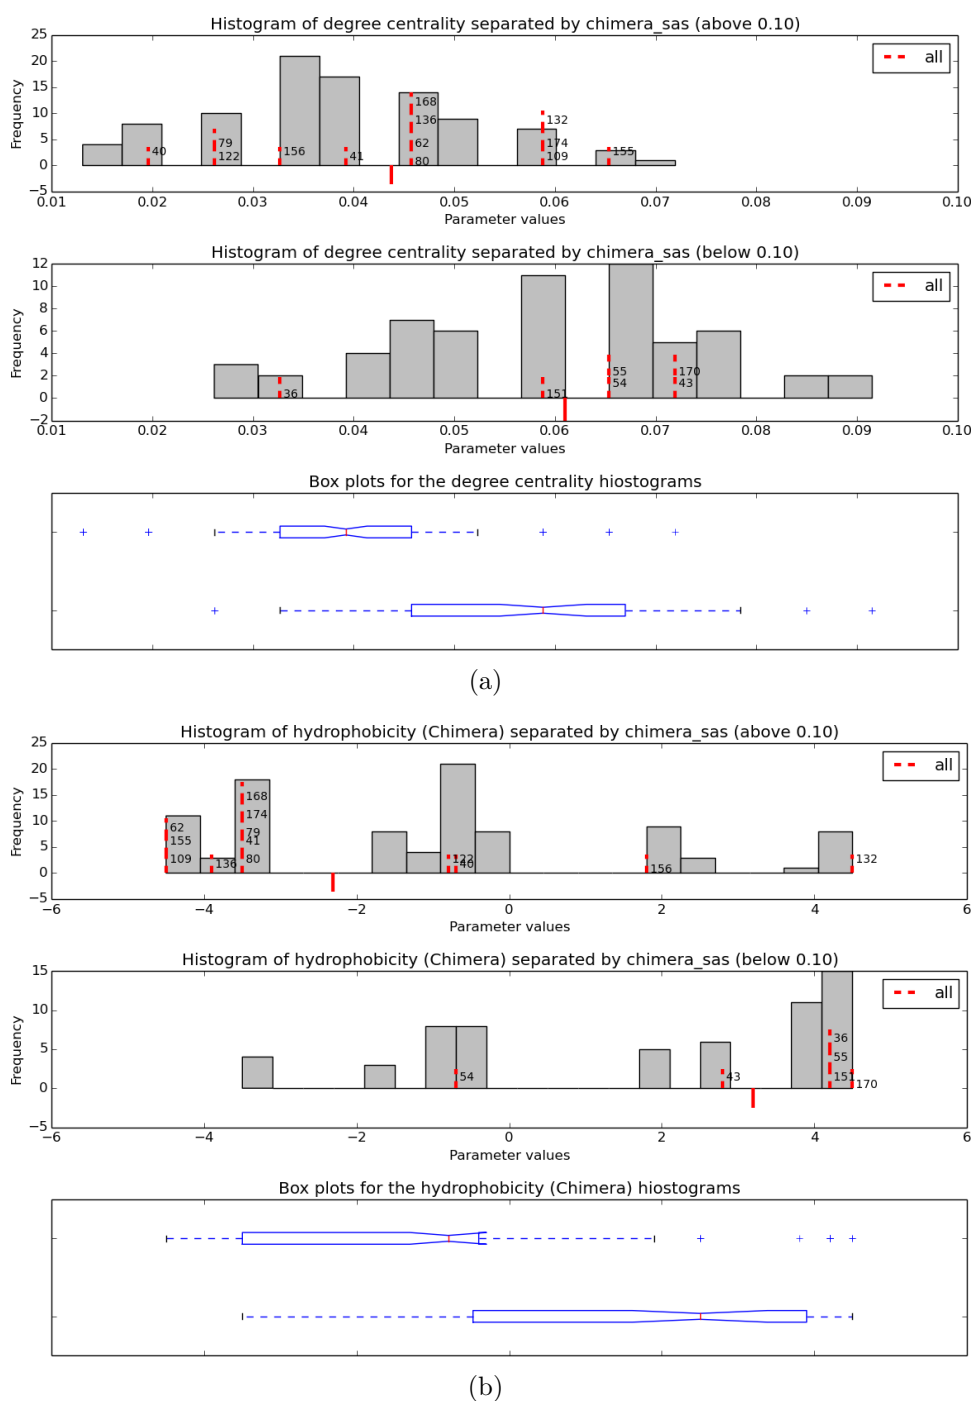 Histogram of degree centrality separated by chimera_sas (above 0.10)
25
20
15
10
5
0
−5
Frequency
all
40
79
122
156
41
168
136
62
80
132
174
109
155
0.01 0.02 0.03 0.04 0.05 0.06 0.07 0.08 0.09 0.10
Parameter values
Histogram of degree centrality separated by chimera_sas (below 0.10)
12
10
8
6
4
2
0
−2
Frequency
all
36
151
55
54
170
43
0.01 0.02 0.03 0.04 0.05 0.06 0.07 0.08 0.09 0.10
Parameter values
Box plots for the degree centrality hiostograms
(a)
Histogram of hydrophobicity (Chimera) separated by chimera_sas (above 0.10)
25
20
15
10
5
0
−5
Frequency
all
62
155
109
136
168
174
79
41
80
122
40
156
132
−6 −4 −2 0 2 4 6
Parameter values
Histogram of hydrophobicity (Chimera) separated by chimera_sas (below 0.10)
15
10
5
0
−5
Frequency
all
54
43
36
55
151
170
−6 −4 −2 0 2 4 6
Parameter values
Box plots for the hydrophobicity (Chimera) hiostograms
(b)